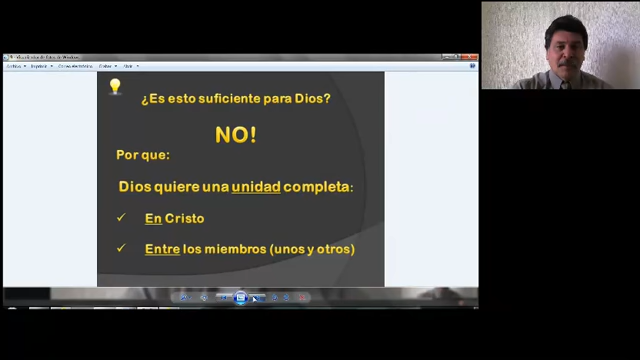 ¿Es esto suficiente para Dios?
NO!
Por que:
Dios quiere una unidad completa:
En Cristo
Entre los miembros (unos y otros)